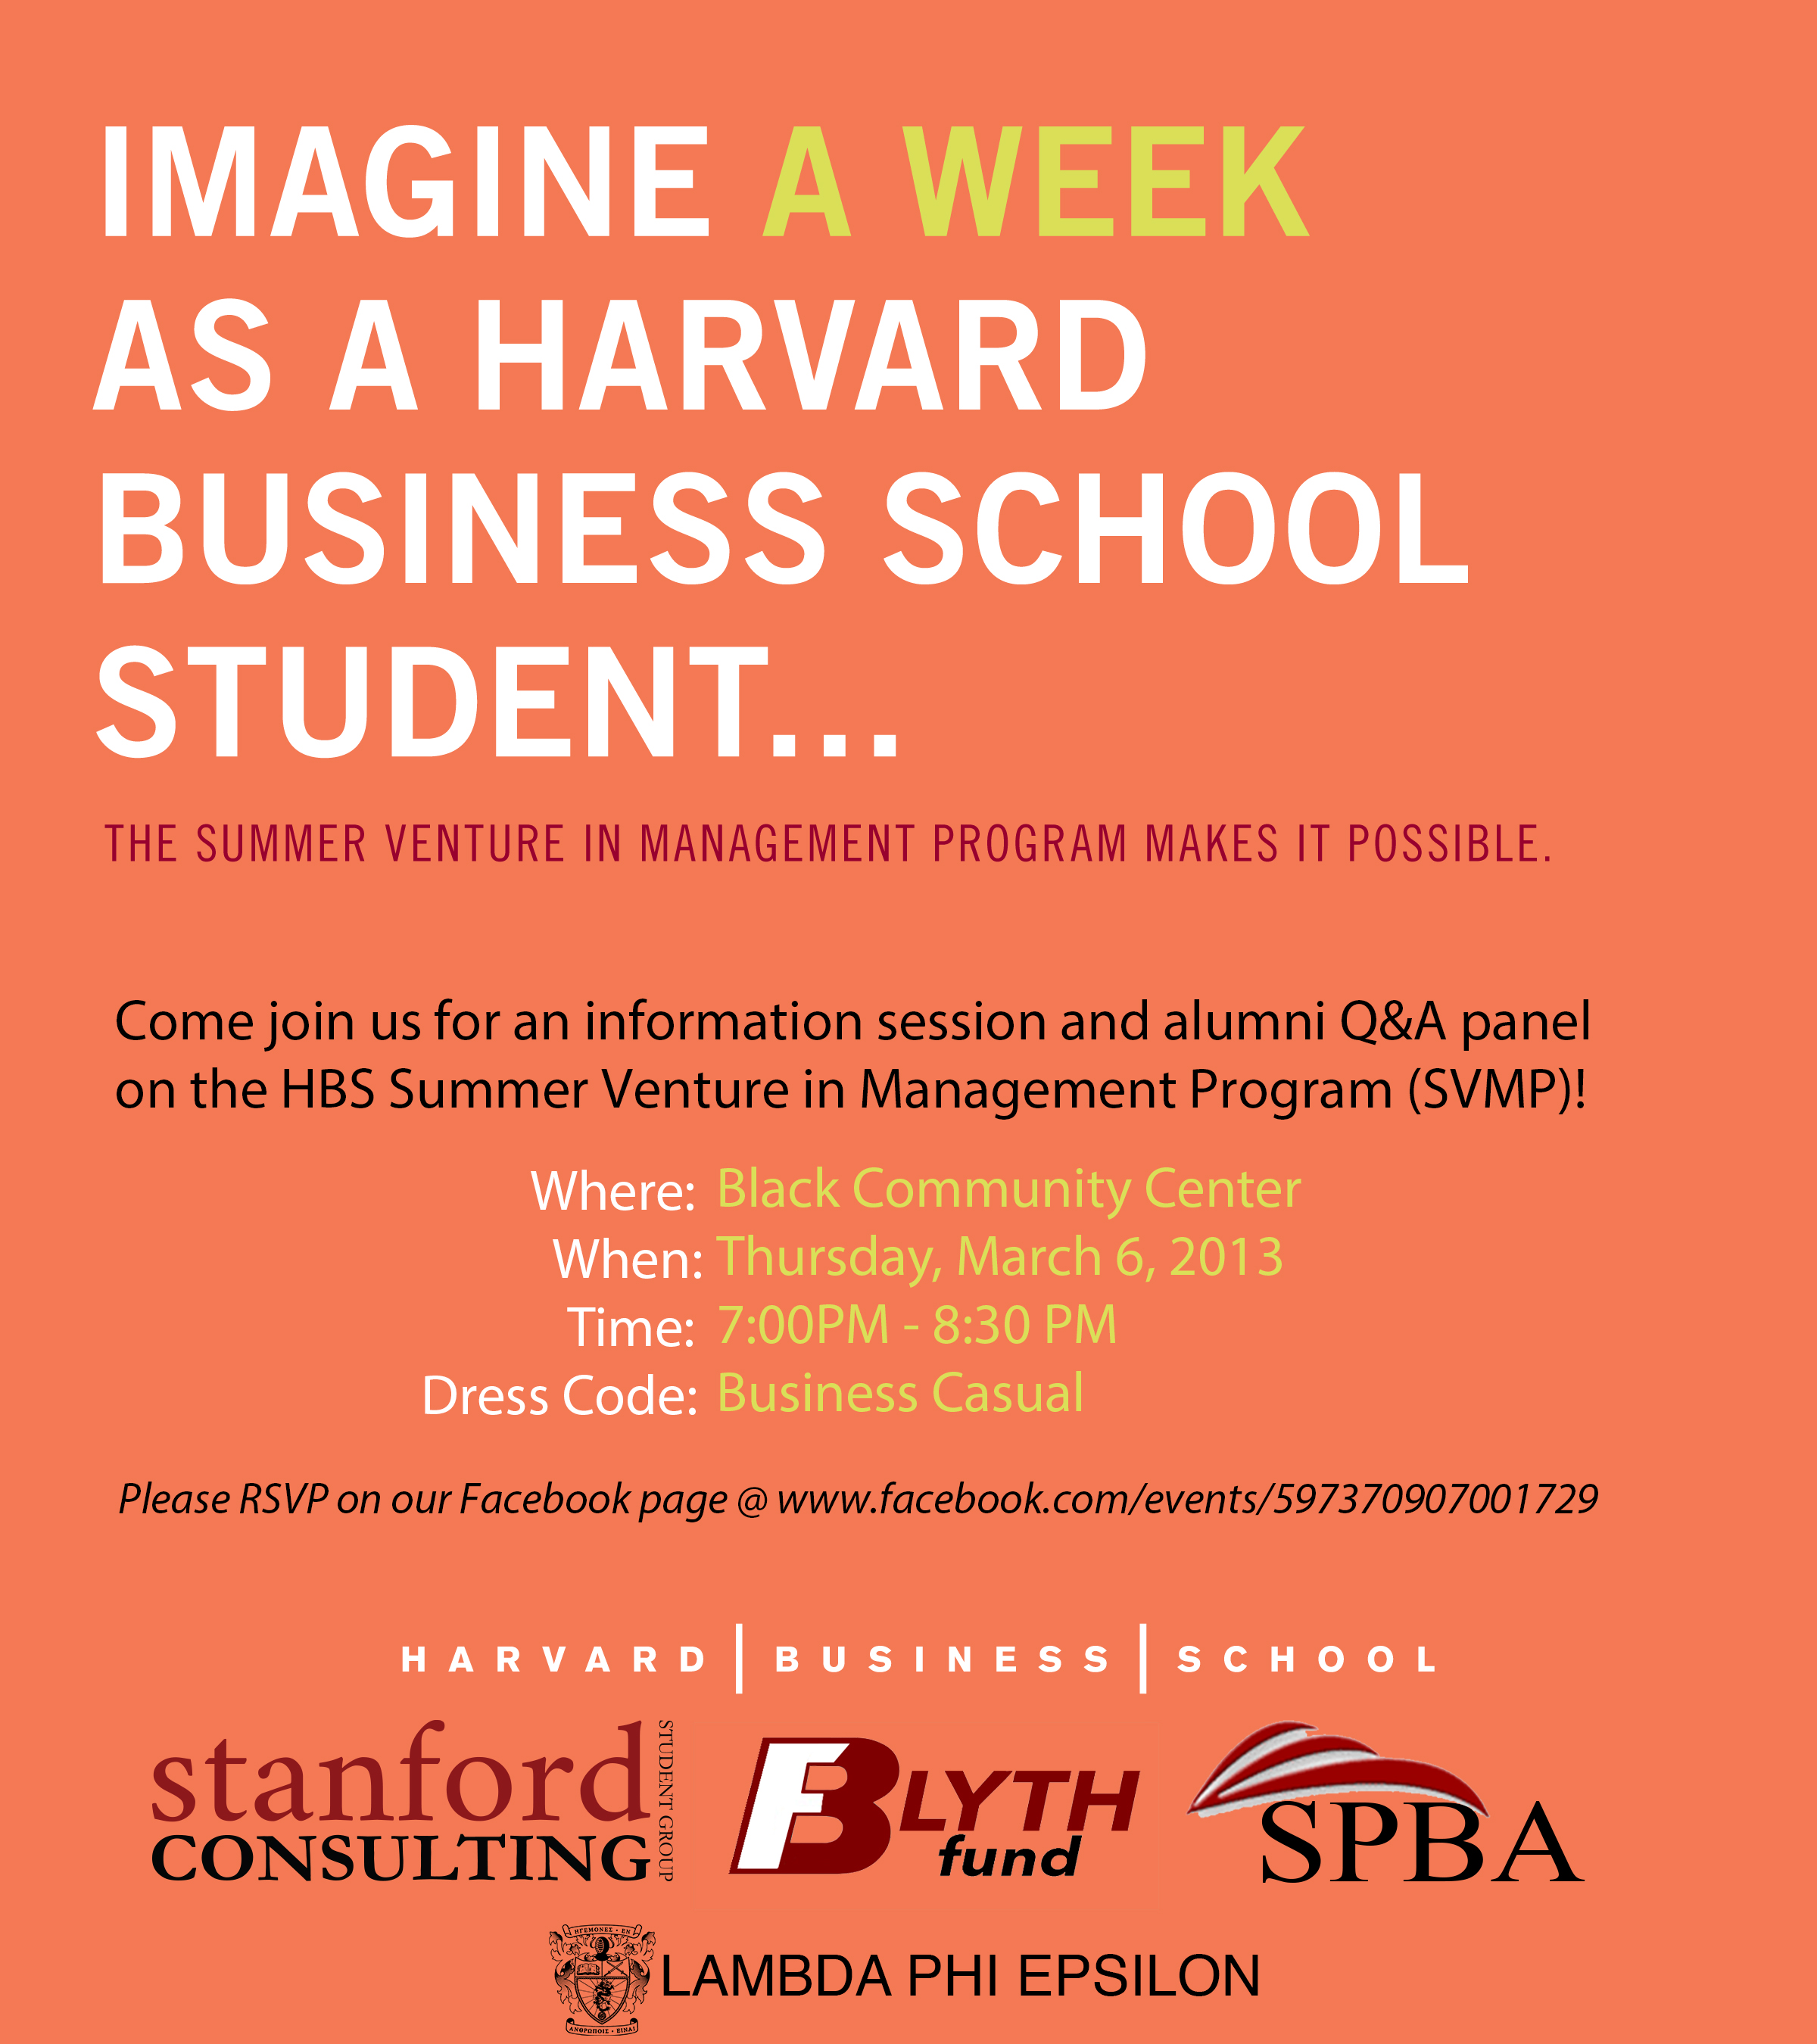 IMAGINE A WEEK
AS A HARVARD
BUSINESS SCHOOL
STUDENT...
THE SUMMER VENTURE IN MANAGEMENT PROGRAM MAKES IT POSSIBLE.
Come join us for an information session and alumni Q&A panel
on the HBS Summer Venture in Management Program (SVMP)!
Where: Black Community Center
When: Thursday, March 6, 2013
Time: 7:00PM - 8:30 PM
Dress Code: Business Casual
Please RSVP on our Facebook page @ www.facebook.com/events/597370907001729
HARVARD | BUSINESS | SCHOOL
stanford
CONSULTING
STUDENT GROUP
BLYTH
fund
SPBA
ΗΓΕΜΟΝΕΣ • ΕΝ
LAMBDA PHI EPSILON
ΑΝΘΡΩΠΟΙΣ • ΕΙΝΑΙ